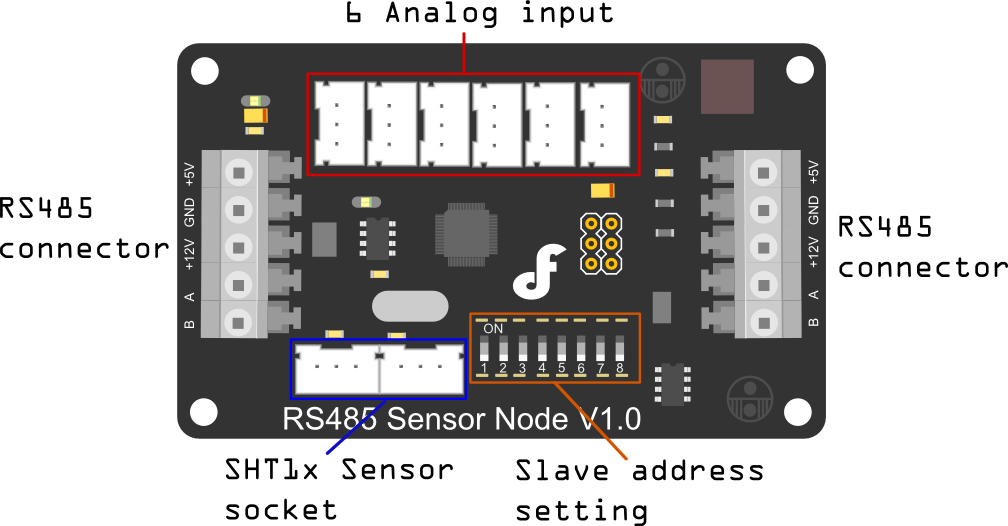 6 Analog input
RS485
connector
+5V
GND
+12V
A
B
+5V
GND
+12V
A
B
RS485
connector
ON
1 2 3 4 5 6 7 8
RS485 Sensor Node V1.0
SHT1x Sensor
socket
Slave address
setting